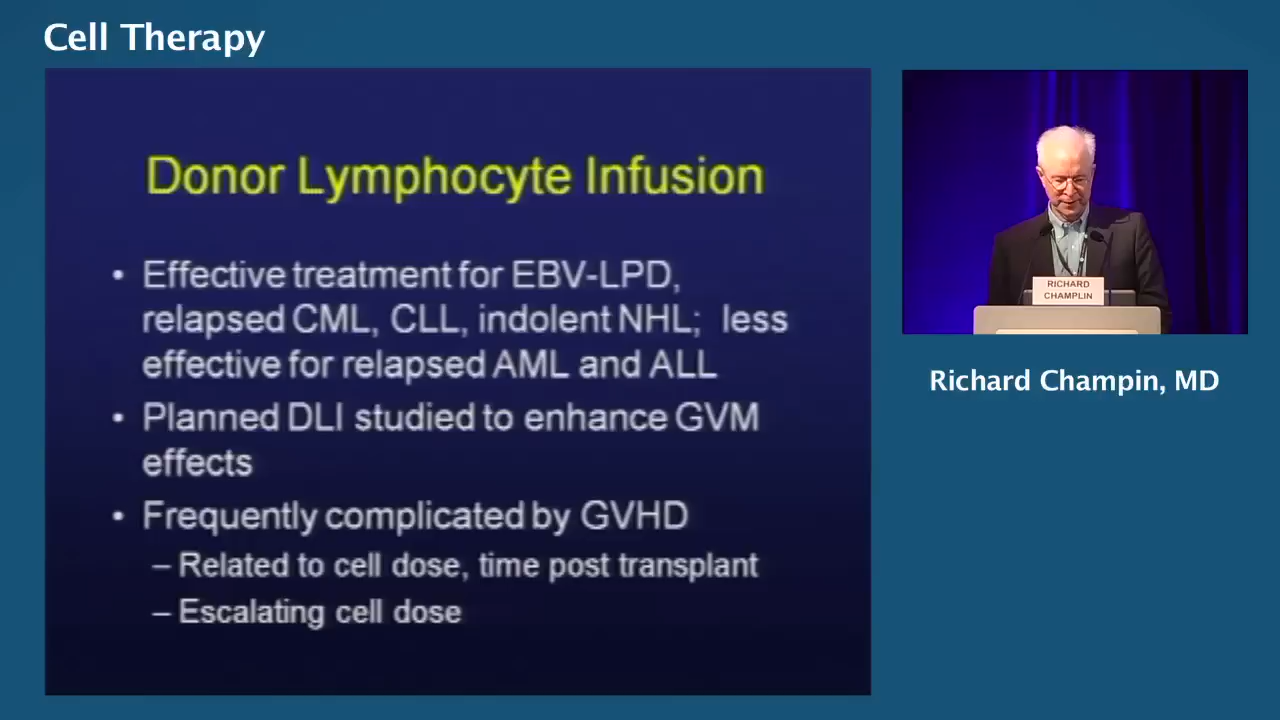 Cell Therapy
Donor Lymphocyte Infusion
• Effective treatment for EBV-LPD,
relapsed CML, CLL, indolent NHL; less
effective for relapsed AML and ALL
• Planned DLI studied to enhance GVM
effects
• Frequently complicated by GVHD
– Related to cell dose, time post transplant
– Escalating cell dose
RICHARD
CHAMPLIN
Richard Champin, MD